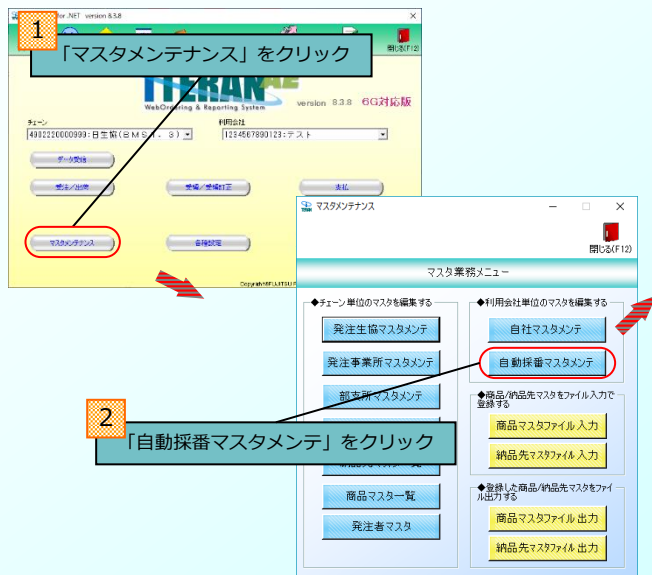 for .NET version 8.3.8
1
「マスタメンテナンス」をクリック
閉じる(F12)
ITERAN AE
WebOrdering & Reporting System
version 8.3.8 6G対応版
チェーン
利用会社
4902220000999:日生協(BMS1.3)
1234567890123:テスト
データ受信
受注/出荷
受領/受領訂正
支払
マスタメンテナンス
各種設定
Copyright©FUJITSU F
マスタメンテナンス
閉じる(F12)
マスタ業務メニュー
◆チェーン単位のマスタを編集する
発注生協マスタメンテ
発注事業所マスタメンテ
部支所マスタメンテ
商品マスタ一覧
発注者マスタ
◆利用会社単位のマスタを編集する
自社マスタメンテ
自動採番マスタメンテ
◆商品/納品先マスタをファイル入力で
登録する
商品マスタファイル入力
納品先マスタファイル入力
◆登録した商品/納品先マスタをファイ
ル出力する
商品マスタファイル出力
納品先マスタファイル出力
2
「自動採番マスタメンテ」をクリック